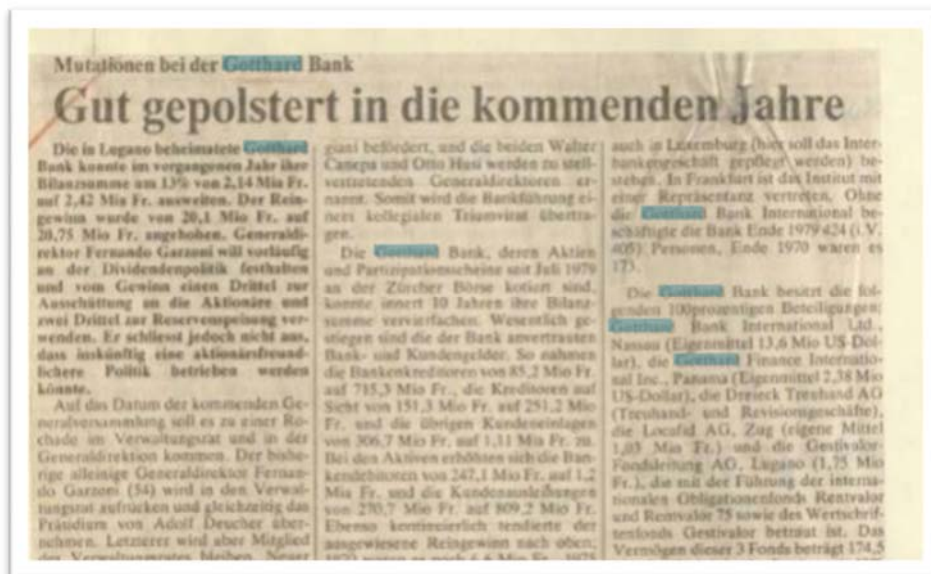 Mutationen bei der Gotthard Bank
Gut gepolstert in die kommenden Jahre
Die in Lugano beheimatete Gotthard
Bank konnte im vergangenen Jahr ihre
Bilanzsumme um 13% von 2,14 Mia Fr.
auf 2,42 Mia Fr. ausweiten. Der Rein-
gewinn wurde von 20,1 Mio Fr. auf
20,75 Mio Fr. angehoben. Generaldi-
rektor Fernando Garzoni will vorläufig
an der Dividendenpolitik festhalten
und vom Gewinn einen Drittel zur
Ausschüttung an die Aktionäre und
zwei Drittel zur Reservenspeisung ver-
wenden. Er schliesst jedoch nicht aus,
dass inskünftig eine aktionärsfreund-
lichere Politik betrieben werden
könnte.
Auf das Datum der kommenden Ge-
neralversammlung soll es zu einer Ro-
chade im Verwaltungsrat und in der
Generaldirektion kommen. Der bishe-
rige alleinige Generaldirektor Fernan-
do Garzoni (54) wird in den Verwal-
tungsrat aufrücken und gleichzeitig das
Präsidium von Adolf Deucher über-
nehmen. Letzterer wird aber Mitglied
des Verwaltungsrates bleiben. Neuer
giani befördert, und die beiden Walter
Canepa und Otto Hasi werden zu stell-
vertretenden Generaldirektoren er-
nannt. Somit wird die Bankführung ei-
nem kollegialen Triumvirat übertra-
gen.
Die Gotthard Bank, deren Aktien
und Partizipationsscheine seit Juli 1979
an der Zürcher Börse kotiert sind,
konnte innert 10 Jahren ihre Bilanz-
summe vervierfachen. Wesentlich ge-
stiegen sind die der Bank anvertrauten
Bank- und Kundengelder. So nahmen
die Bankenkreditoren von 85,2 Mio Fr.
auf 715,3 Mio Fr., die Kreditoren auf
Sicht von 151,3 Mio Fr. auf 251,2 Mio
Fr. und die übrigen Kundeneinlagen
von 306,7 Mio Fr. auf 1,11 Mia Fr. zu.
Bei den Aktiven erhöhten sich die Ban-
kendebitoren von 247,1 Mio Fr. auf 1,2
Mia Fr. und die Kundenausleihungen
von 270,7 Mio Fr. auf 809,2 Mio Fr.
Ebenso kontinuierlich tendierte der
ausgewiesene Reingewinn nach oben;
auch in Luxemburg (hier soll das Inter-
bankengeschäft gepflegt werden) be-
stehen. In Frankfurt ist das Institut mit
einer Repräsentanz vertreten. Ohne
die Gotthard Bank International be-
schäftigte die Bank Ende 1979 424 (i.V.
405) Personen, Ende 1970 waren es
173.
Die Gotthard Bank besitzt die fol-
genden 100prozentigen Beteiligungen:
Gotthard Bank International Ltd.,
Nassau (Eigenmittel 13,6 Mio US-Dol-
lar), die Gotthard Finance Internatio-
nal Inc., Panama (Eigenmittel 2,38 Mio
US-Dollar), die Dreieck Treuhand AG
(Treuhand- und Revisionsgeschäfte),
die Locafid AG, Zug (eigene Mittel
1,05 Mio Fr.) und die Gestivalor-
Fondsleitung AG, Lugano (1,75 Mio
Fr.), die mit der Führung der interna-
tionalen Obligationenfonds Rentvalor
und Rentvalor 75 sowie des Wertschrif-
tenfonds Gestivalor betraut ist. Das
Vermögen dieser 3 Fonds beträgt 174,5